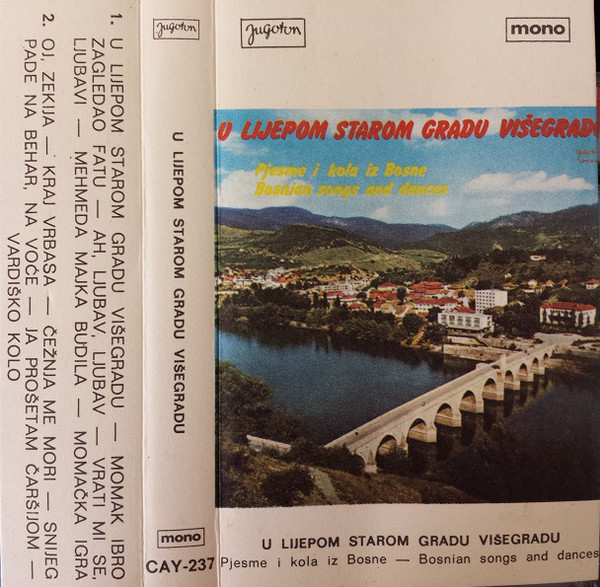 1. U LIJEPOM STAROM GRADU VIŠEGRADU — MOMAK IBRO
ZAGLEDAO FATU — AH, LJUBAV, LJUBAV — VRATI MI SE,
LJUBAVI — MEHMEDA MAJKA BUDILA — MOMAČKA IGRA
2. OJ, ZEKIJA — KRAJ VRBASA — ČEŽNJA ME MORI — SNIJEG
PADE NA BEHAR, NA VOĆE — JA PROŠETAM ČARŠIJOM —
VARDIŠKO KOLO
Jugoton
U LIJEPOM STAROM GRADU VIŠEGRADU
mono
CAY-237
Jugoton
mono
U LIJEPOM STAROM GRADU VIŠEGRADU
Pjesme i kola iz Bosne
Bosnian songs and dances
U LIJEPOM STAROM GRADU VIŠEGRADU
Pjesme i kola iz Bosne — Bosnian songs and dances